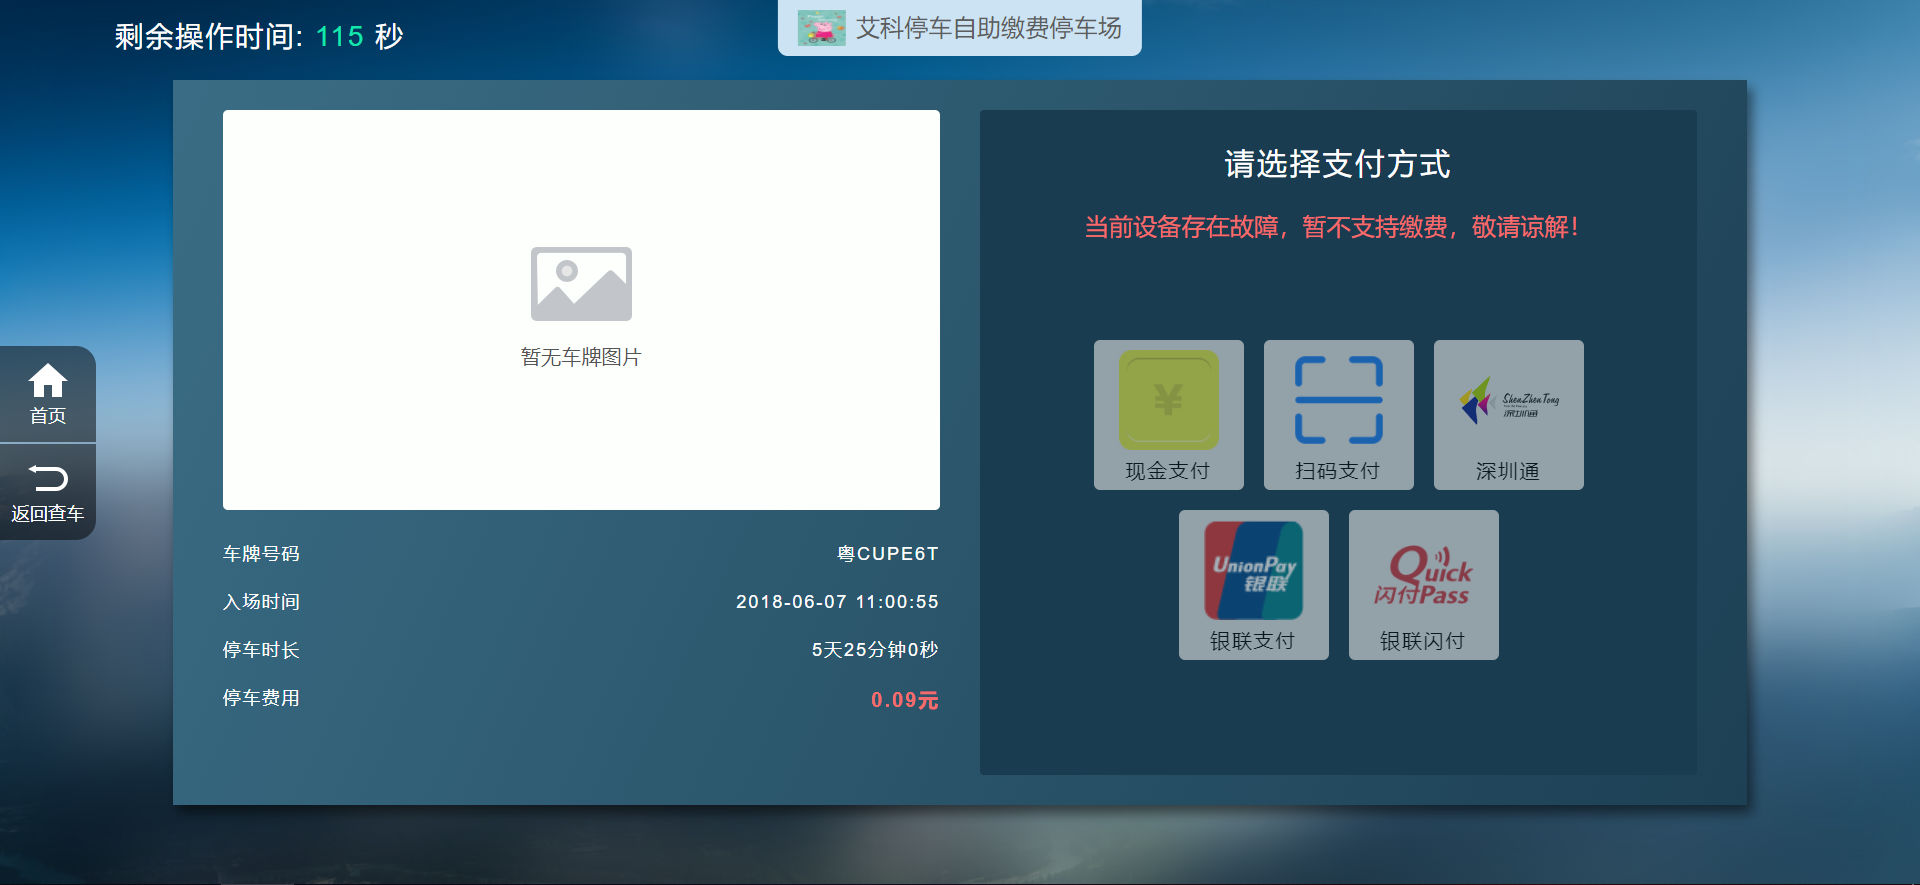 剩余操作时间: 115 秒
艾科停车自助缴费停车场
首页
返回查车
暂无车牌图片
车牌号码 粤CUPE6T
入场时间 2018-06-07 11:00:55
停车时长 5天25分钟0秒
停车费用 0.09元
请选择支付方式
当前设备存在故障，暂不支持缴费，敬请谅解！
¥
ShenZhenTong
深圳通
现金支付 扫码支付 深圳通
UnionPay
银联
Quick
闪付Pass
银联支付 银联闪付